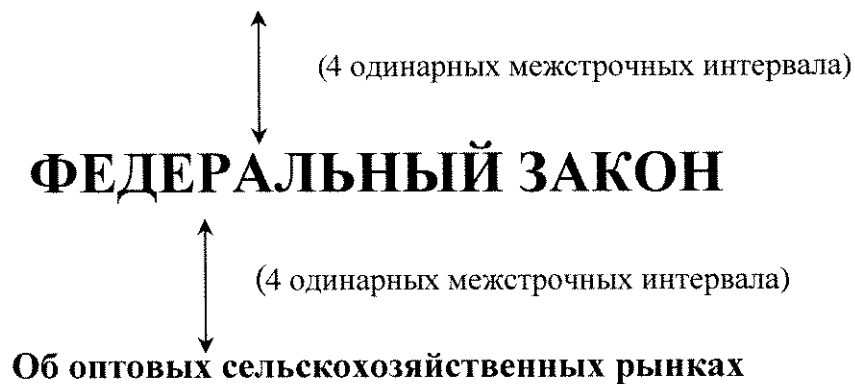 (4 одинарных межстрочных интервала)
ФЕДЕРАЛЬНЫЙ ЗАКОН
(4 одинарных межстрочных интервала)
Об оптовых сельскохозяйственных рынках